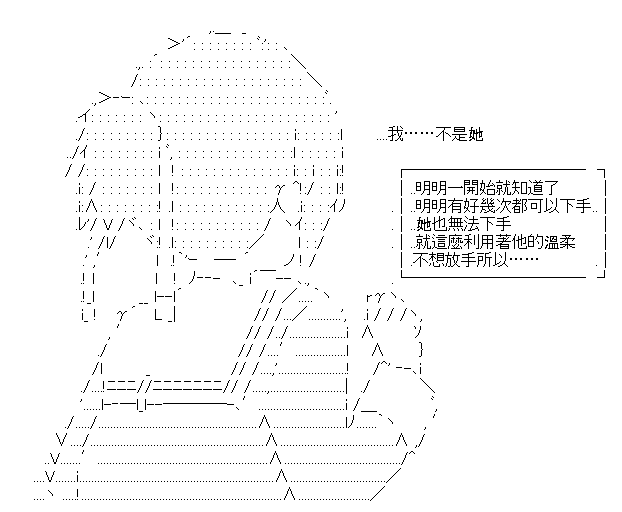 ....我……不是她
..明明一開始就知道了
..明明有好幾次都可以下手..
..她也無法下手
..就這麼利用著他的溫柔
.不想放手所以……